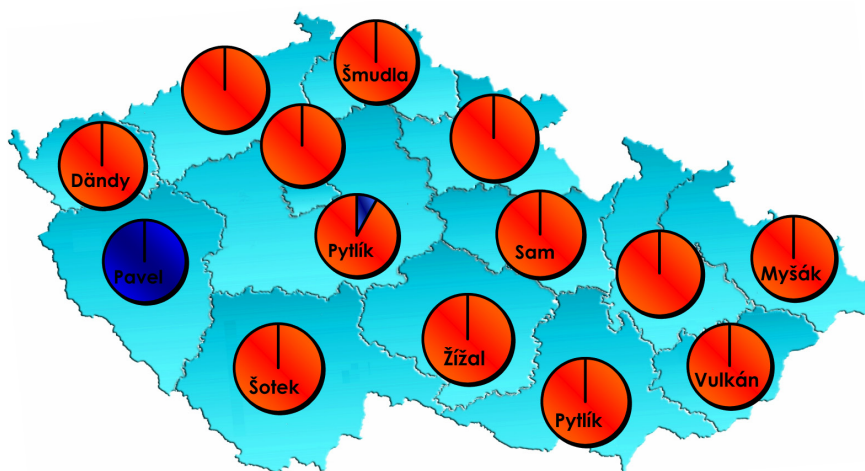 Šmudla
Dändy
Pytlík
Sam
Pavel
Myšák
Žížal
Vulkán
Šotek
Pytlík